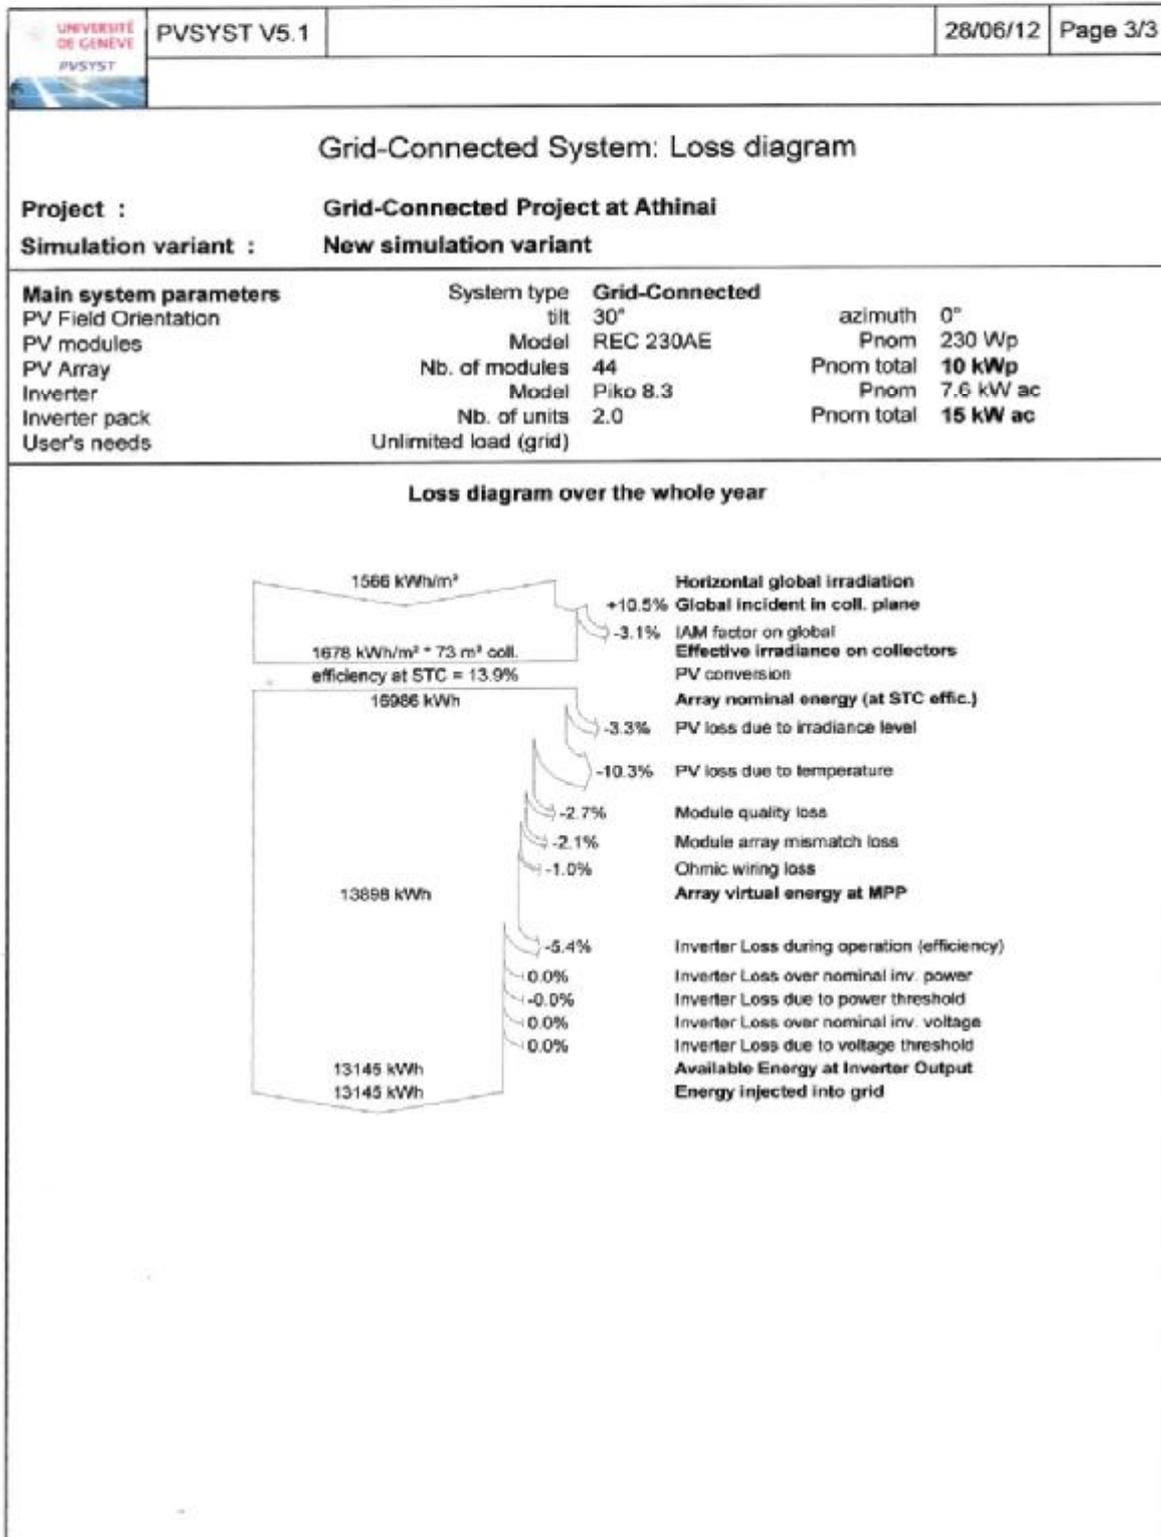 UNIVERSITÉ
DE GENÈVE
PVSYST
PVSYST V5.1
28/06/12
Page 3/3
Grid-Connected System: Loss diagram
Project : Grid-Connected Project at Athinai
Simulation variant : New simulation variant
Main system parameters System type Grid-Connected
PV Field Orientation tilt 30° azimuth 0°
PV modules Model REC 230AE Pnom 230 Wp
PV Array Nb. of modules 44 Pnom total 10 kWp
Inverter Model Piko 8.3 Pnom 7.6 kW ac
Inverter pack Nb. of units 2.0 Pnom total 15 kW ac
User's needs Unlimited load (grid)
Loss diagram over the whole year
1566 kWh/m² Horizontal global irradiation
+10.5% Global incident in coll. plane
-3.1% IAM factor on global
1678 kWh/m² * 73 m² coll. Effective irradiance on collectors
efficiency at STC = 13.9% PV conversion
16986 kWh Array nominal energy (at STC effic.)
-3.3% PV loss due to irradiance level
-10.3% PV loss due to temperature
-2.7% Module quality loss
-2.1% Module array mismatch loss
-1.0% Ohmic wiring loss
13898 kWh Array virtual energy at MPP
-5.4% Inverter Loss during operation (efficiency)
0.0% Inverter Loss over nominal inv. power
-0.0% Inverter Loss due to power threshold
0.0% Inverter Loss over nominal inv. voltage
0.0% Inverter Loss due to voltage threshold
13145 kWh Available Energy at Inverter Output
13145 kWh Energy injected into grid